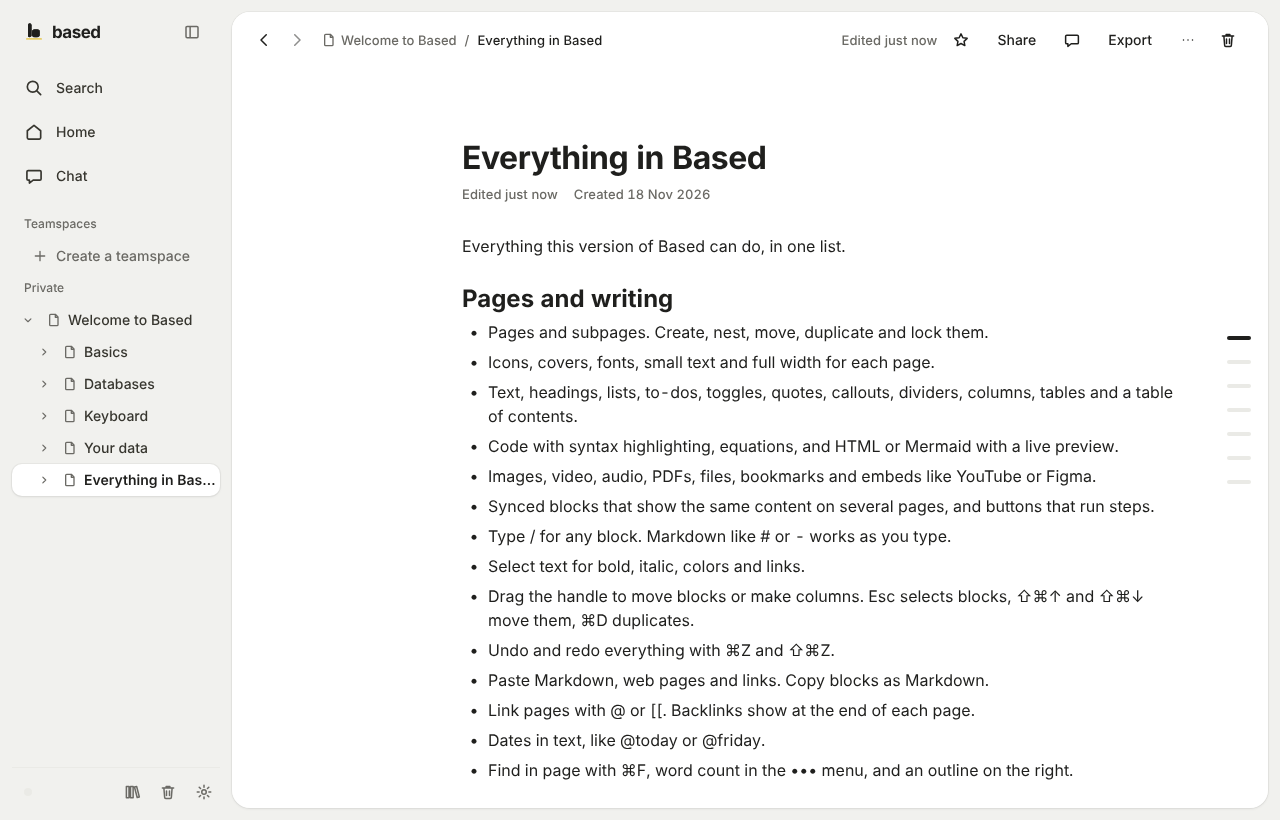 based
Search
Home
Chat
Teamspaces
Create a teamspace
Private
Welcome to Based
Basics
Databases
Keyboard
Your data
Everything in Bas...
Welcome to Based / Everything in Based
Edited just now
Share
Export
Everything in Based
Edited just now Created 18 Nov 2026
Everything this version of Based can do, in one list.
Pages and writing
• Pages and subpages. Create, nest, move, duplicate and lock them.
• Icons, covers, fonts, small text and full width for each page.
• Text, headings, lists, to-dos, toggles, quotes, callouts, dividers, columns, tables and a table
of contents.
• Code with syntax highlighting, equations, and HTML or Mermaid with a live preview.
• Images, video, audio, PDFs, files, bookmarks and embeds like YouTube or Figma.
• Synced blocks that show the same content on several pages, and buttons that run steps.
• Type / for any block. Markdown like # or - works as you type.
• Select text for bold, italic, colors and links.
• Drag the handle to move blocks or make columns. Esc selects blocks, ⇧⌘↑ and ⇧⌘↓
move them, ⌘D duplicates.
• Undo and redo everything with ⌘Z and ⇧⌘Z.
• Paste Markdown, web pages and links. Copy blocks as Markdown.
• Link pages with @ or [[. Backlinks show at the end of each page.
• Dates in text, like @today or @friday.
• Find in page with ⌘F, word count in the ••• menu, and an outline on the right.